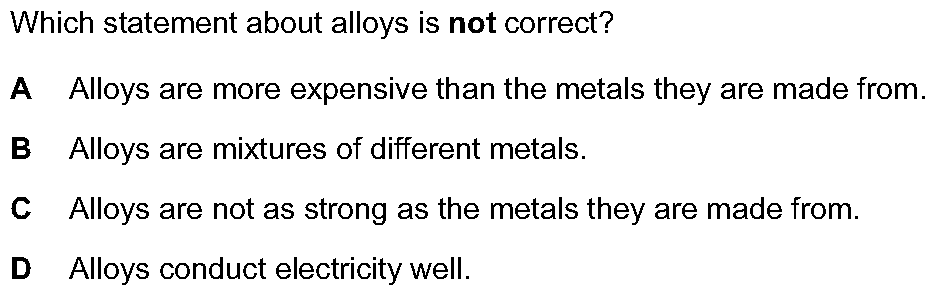 Which statement about alloys is not correct?
A Alloys are more expensive than the metals they are made from.
B Alloys are mixtures of different metals.
C Alloys are not as strong as the metals they are made from.
D Alloys conduct electricity well.